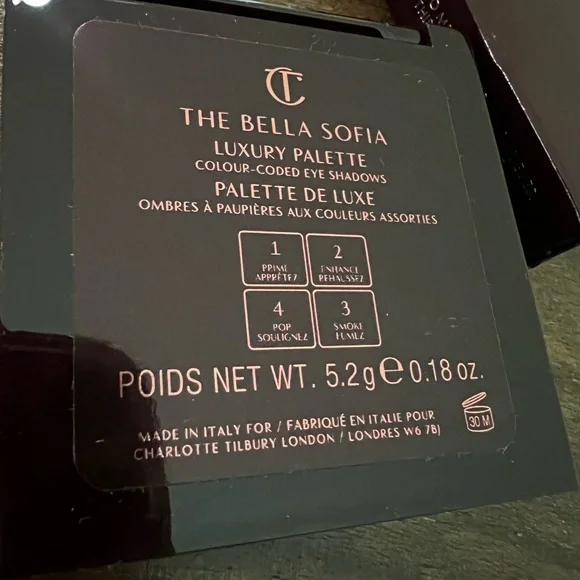 CT
THE BELLA SOFIA
LUXURY PALETTE
COLOUR-CODED EYE SHADOWS
PALETTE DE LUXE
OMBRES À PAUPIÈRES AUX COULEURS ASSORTIES
1
PRIME
APPRÊTEZ
2
ENHANCE
REHAUSSEZ
4
POP
SOULIGNEZ
3
SMOKE
FUMEZ
POIDS NET WT. 5.2g℮0.18 oz.
MADE IN ITALY FOR / FABRIQUÉ EN ITALIE POUR
CHARLOTTE TILBURY LONDON / LONDRES W6 7BJ
30 M